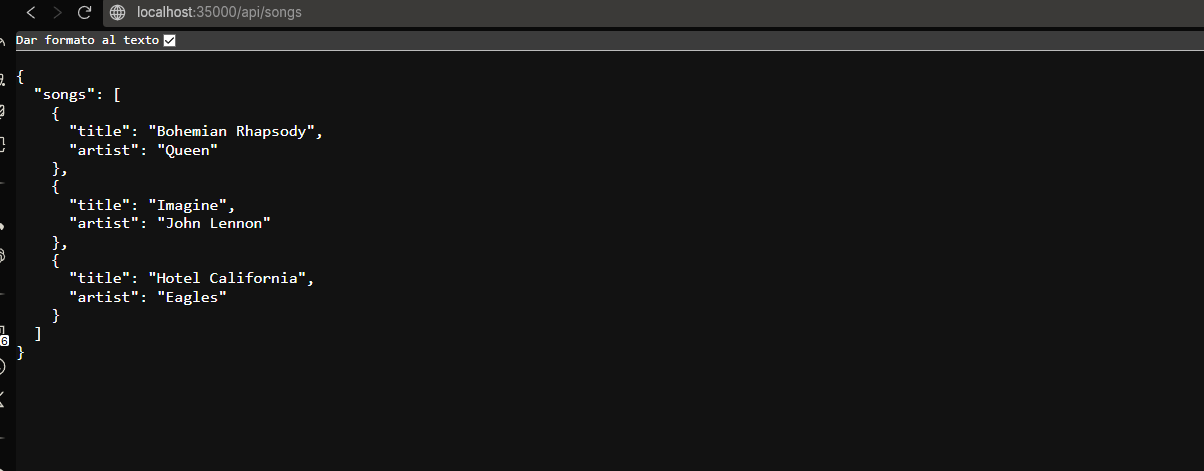 localhost:35000/api/songs
Dar formato al texto
{
  "songs": [
    {
      "title": "Bohemian Rhapsody",
      "artist": "Queen"
    },
    {
      "title": "Imagine",
      "artist": "John Lennon"
    },
    {
      "title": "Hotel California",
      "artist": "Eagles"
    }
  ]
}
6